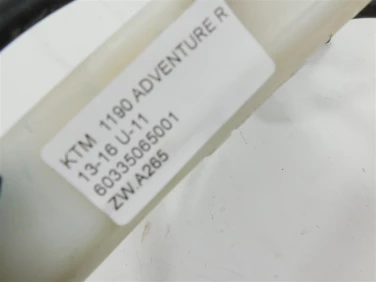 KTM 1190 ADVENTURE R
13-16 U-11
60335065001
ZW.A265